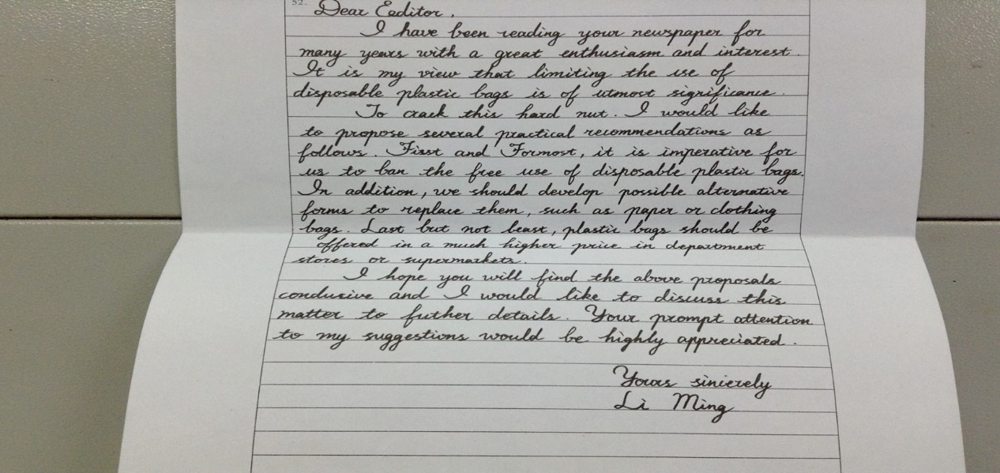 52.
Dear Eaditor,
I have been reading your newspaper for
many years with a great enthusiasm and interest.
It is my view that limiting the use of
disposable plastic bags is of utmost significance.
To crack this hard nut. I would like
to propose several practical recommendations as
follows. First and Formost, it is imperative for
us to ban the free use of disposable plastic bags.
In addition, we should develop possible alternative
forms to replace them, such as paper or clothing
bags. Last but not least, plastic bags should be
offered in a much higher price in department
stores or supermarkets.
I hope you will find the above proposals
conducive and I would like to discuss this
matter to futher details. Your prompt attention
to my suggestions would be highly appreciated.
Yours sincerely
Li Ming